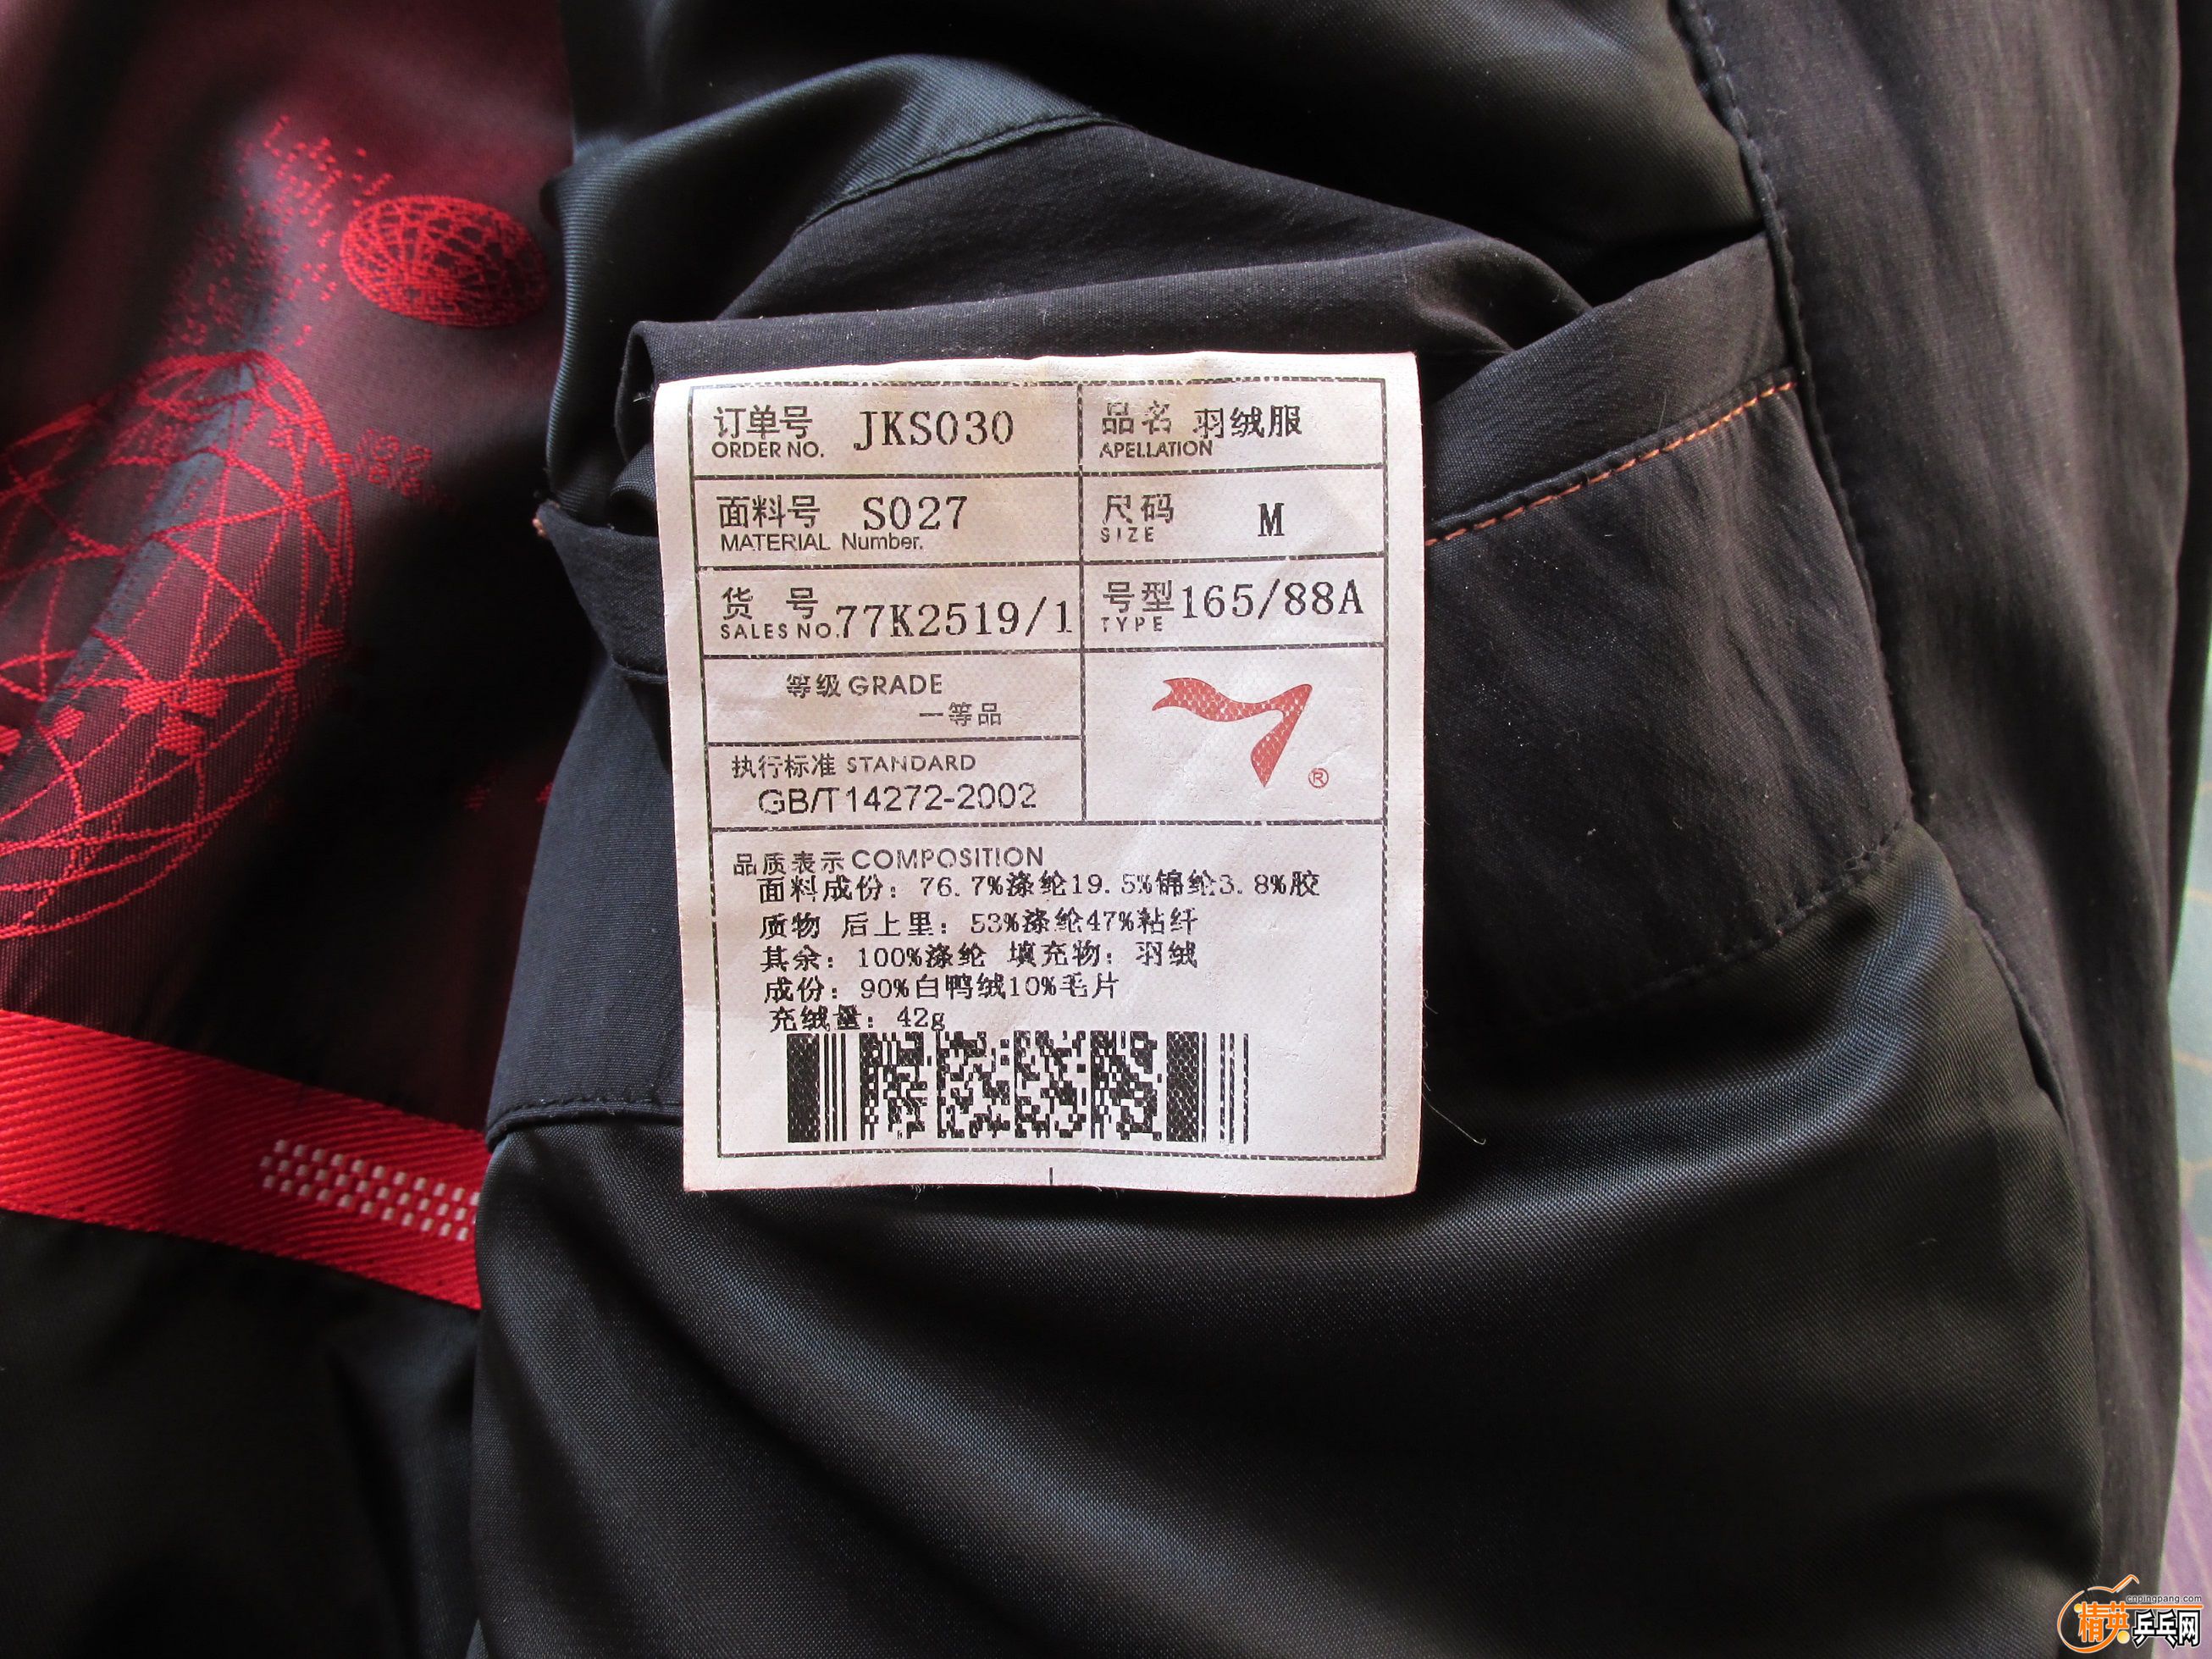 订单号 JKS030
ORDER NO.
品名 羽绒服
APELLATION
面料号 S027
MATERIAL Number.
尺码 M
SIZE
货 号 77K2519/1
SALES NO.
号型 165/88A
TYPE
等级 GRADE
一等品
执行标准 STANDARD
GB/T14272-2002
®
品质表示 COMPOSITION
面料成份: 76.7%涤纶19.5%锦纶3.8%胶
质物 后上里: 53%涤纶47%粘纤
其余: 100%涤纶 填充物: 羽绒
成份: 90%白鸭绒10%毛片
充绒量: 42g
cnpingpang.com
精英乒乓网